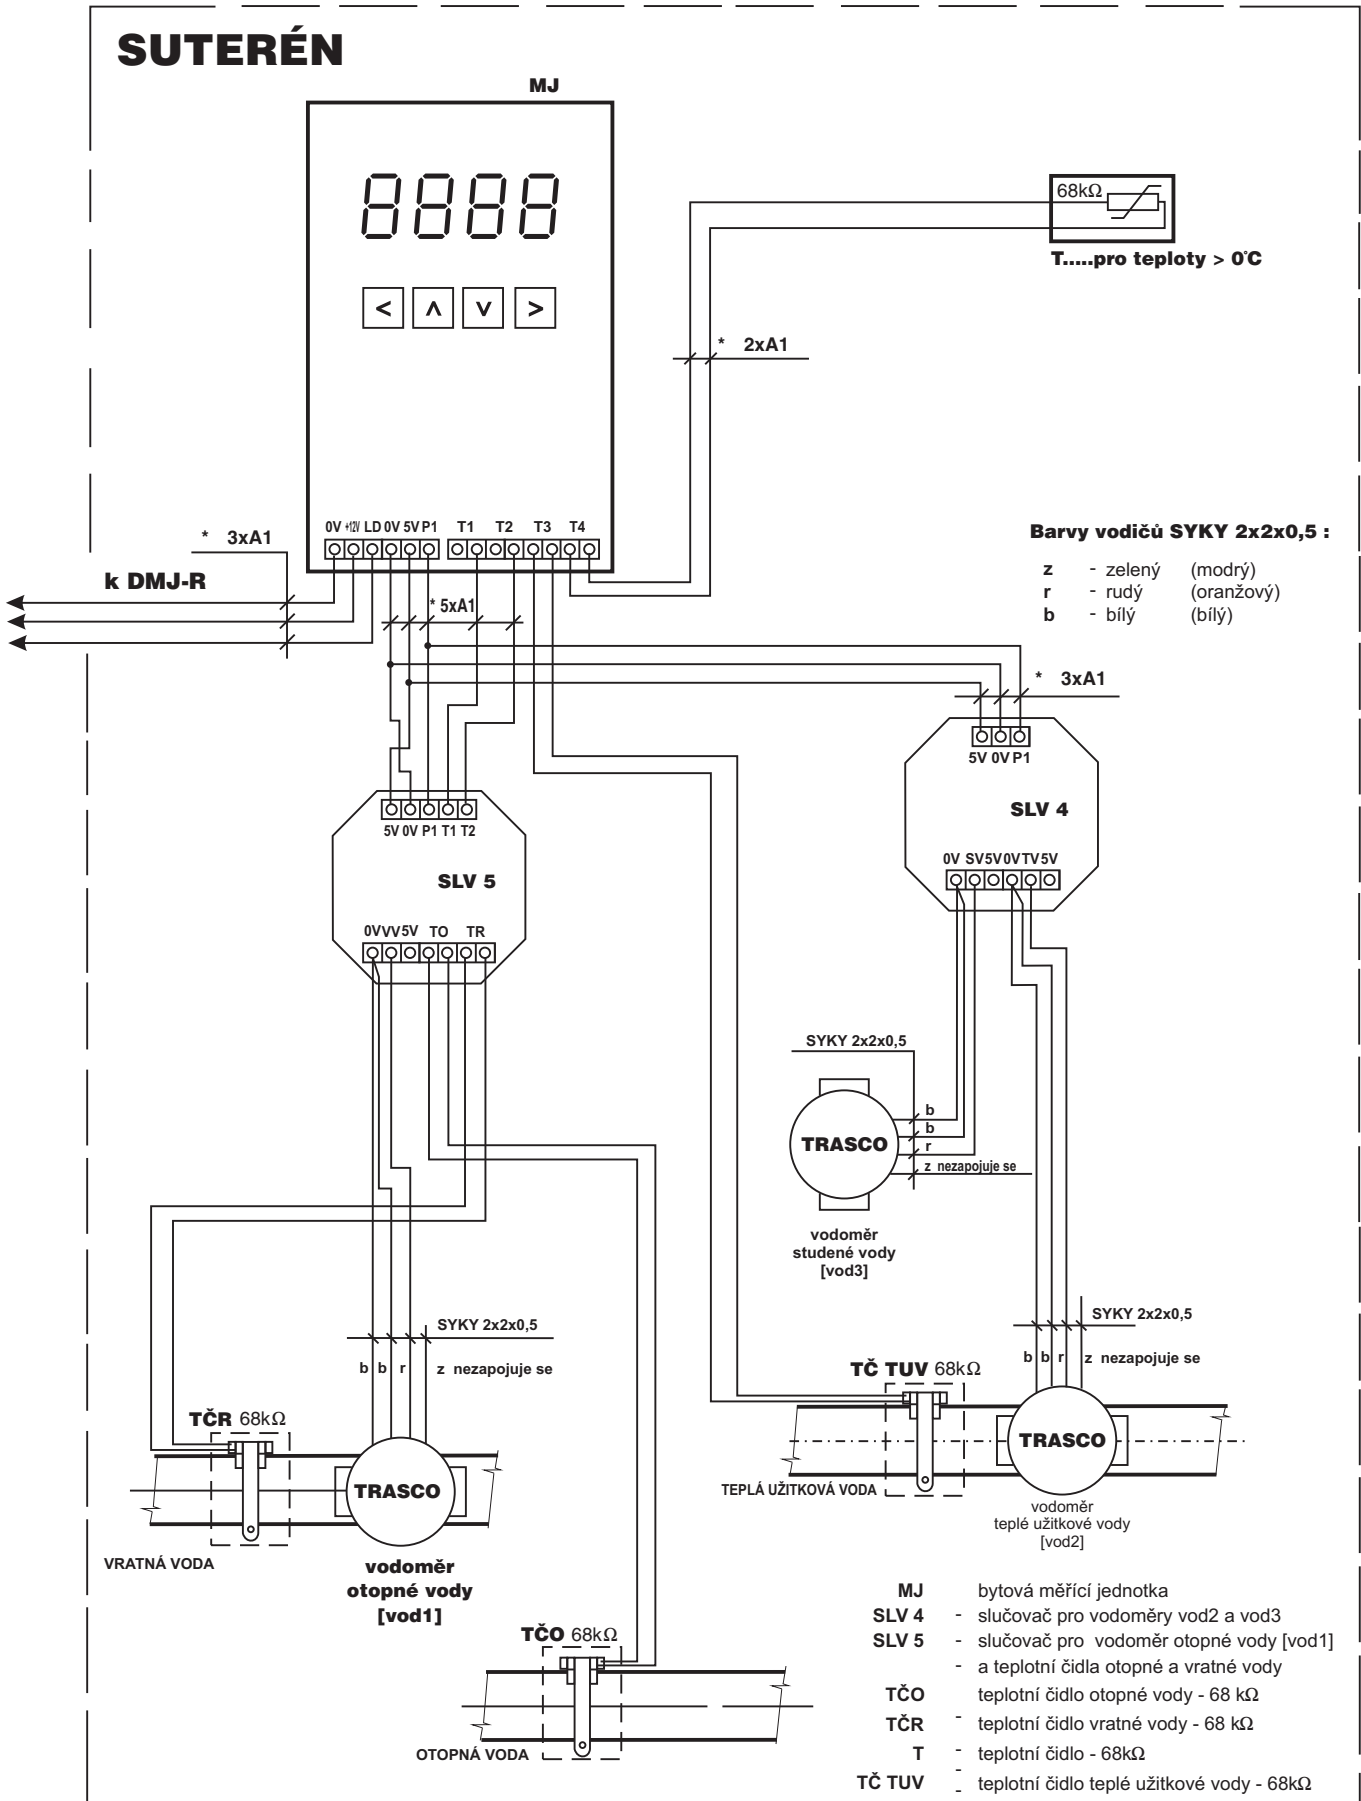 SUTERÉN
MJ
68kΩ
T.....pro teploty > 0°C
< ∧ ∨ >
* 2xA1
0V +12V LD 0V 5V P1 T1 T2 T3 T4
* 3xA1
k DMJ-R
* 5xA1
Barvy vodičů SYKY 2x2x0,5 :
z - zelený (modrý)
r - rudý (oranžový)
b - bílý (bílý)
* 3xA1
5V 0V P1
SLV 4
0V SV 5V 0V TV 5V
5V 0V P1 T1 T2
SLV 5
0V VV 5V TO TR
SYKY 2x2x0,5
b
b
r
z nezapojuje se
TRASCO
vodoměr
studené vody
[vod3]
SYKY 2x2x0,5
b b r z nezapojuje se
SYKY 2x2x0,5
b b r z nezapojuje se
TČ TUV 68kΩ
TRASCO
TEPLÁ UŽITKOVÁ VODA
vodoměr
teplé užitkové vody
[vod2]
TČR 68kΩ
TRASCO
VRATNÁ VODA
vodoměr
otopné vody
[vod1]
TČO 68kΩ
OTOPNÁ VODA
MJ bytová měřící jednotka
SLV 4 - slučovač pro vodoměry vod2 a vod3
SLV 5 - slučovač pro vodoměr otopné vody [vod1]
- a teplotní čidla otopné a vratné vody
TČO teplotní čidlo otopné vody - 68 kΩ
TČR - teplotní čidlo vratné vody - 68 kΩ
T - teplotní čidlo - 68kΩ
-
TČ TUV - teplotní čidlo teplé užitkové vody - 68kΩ